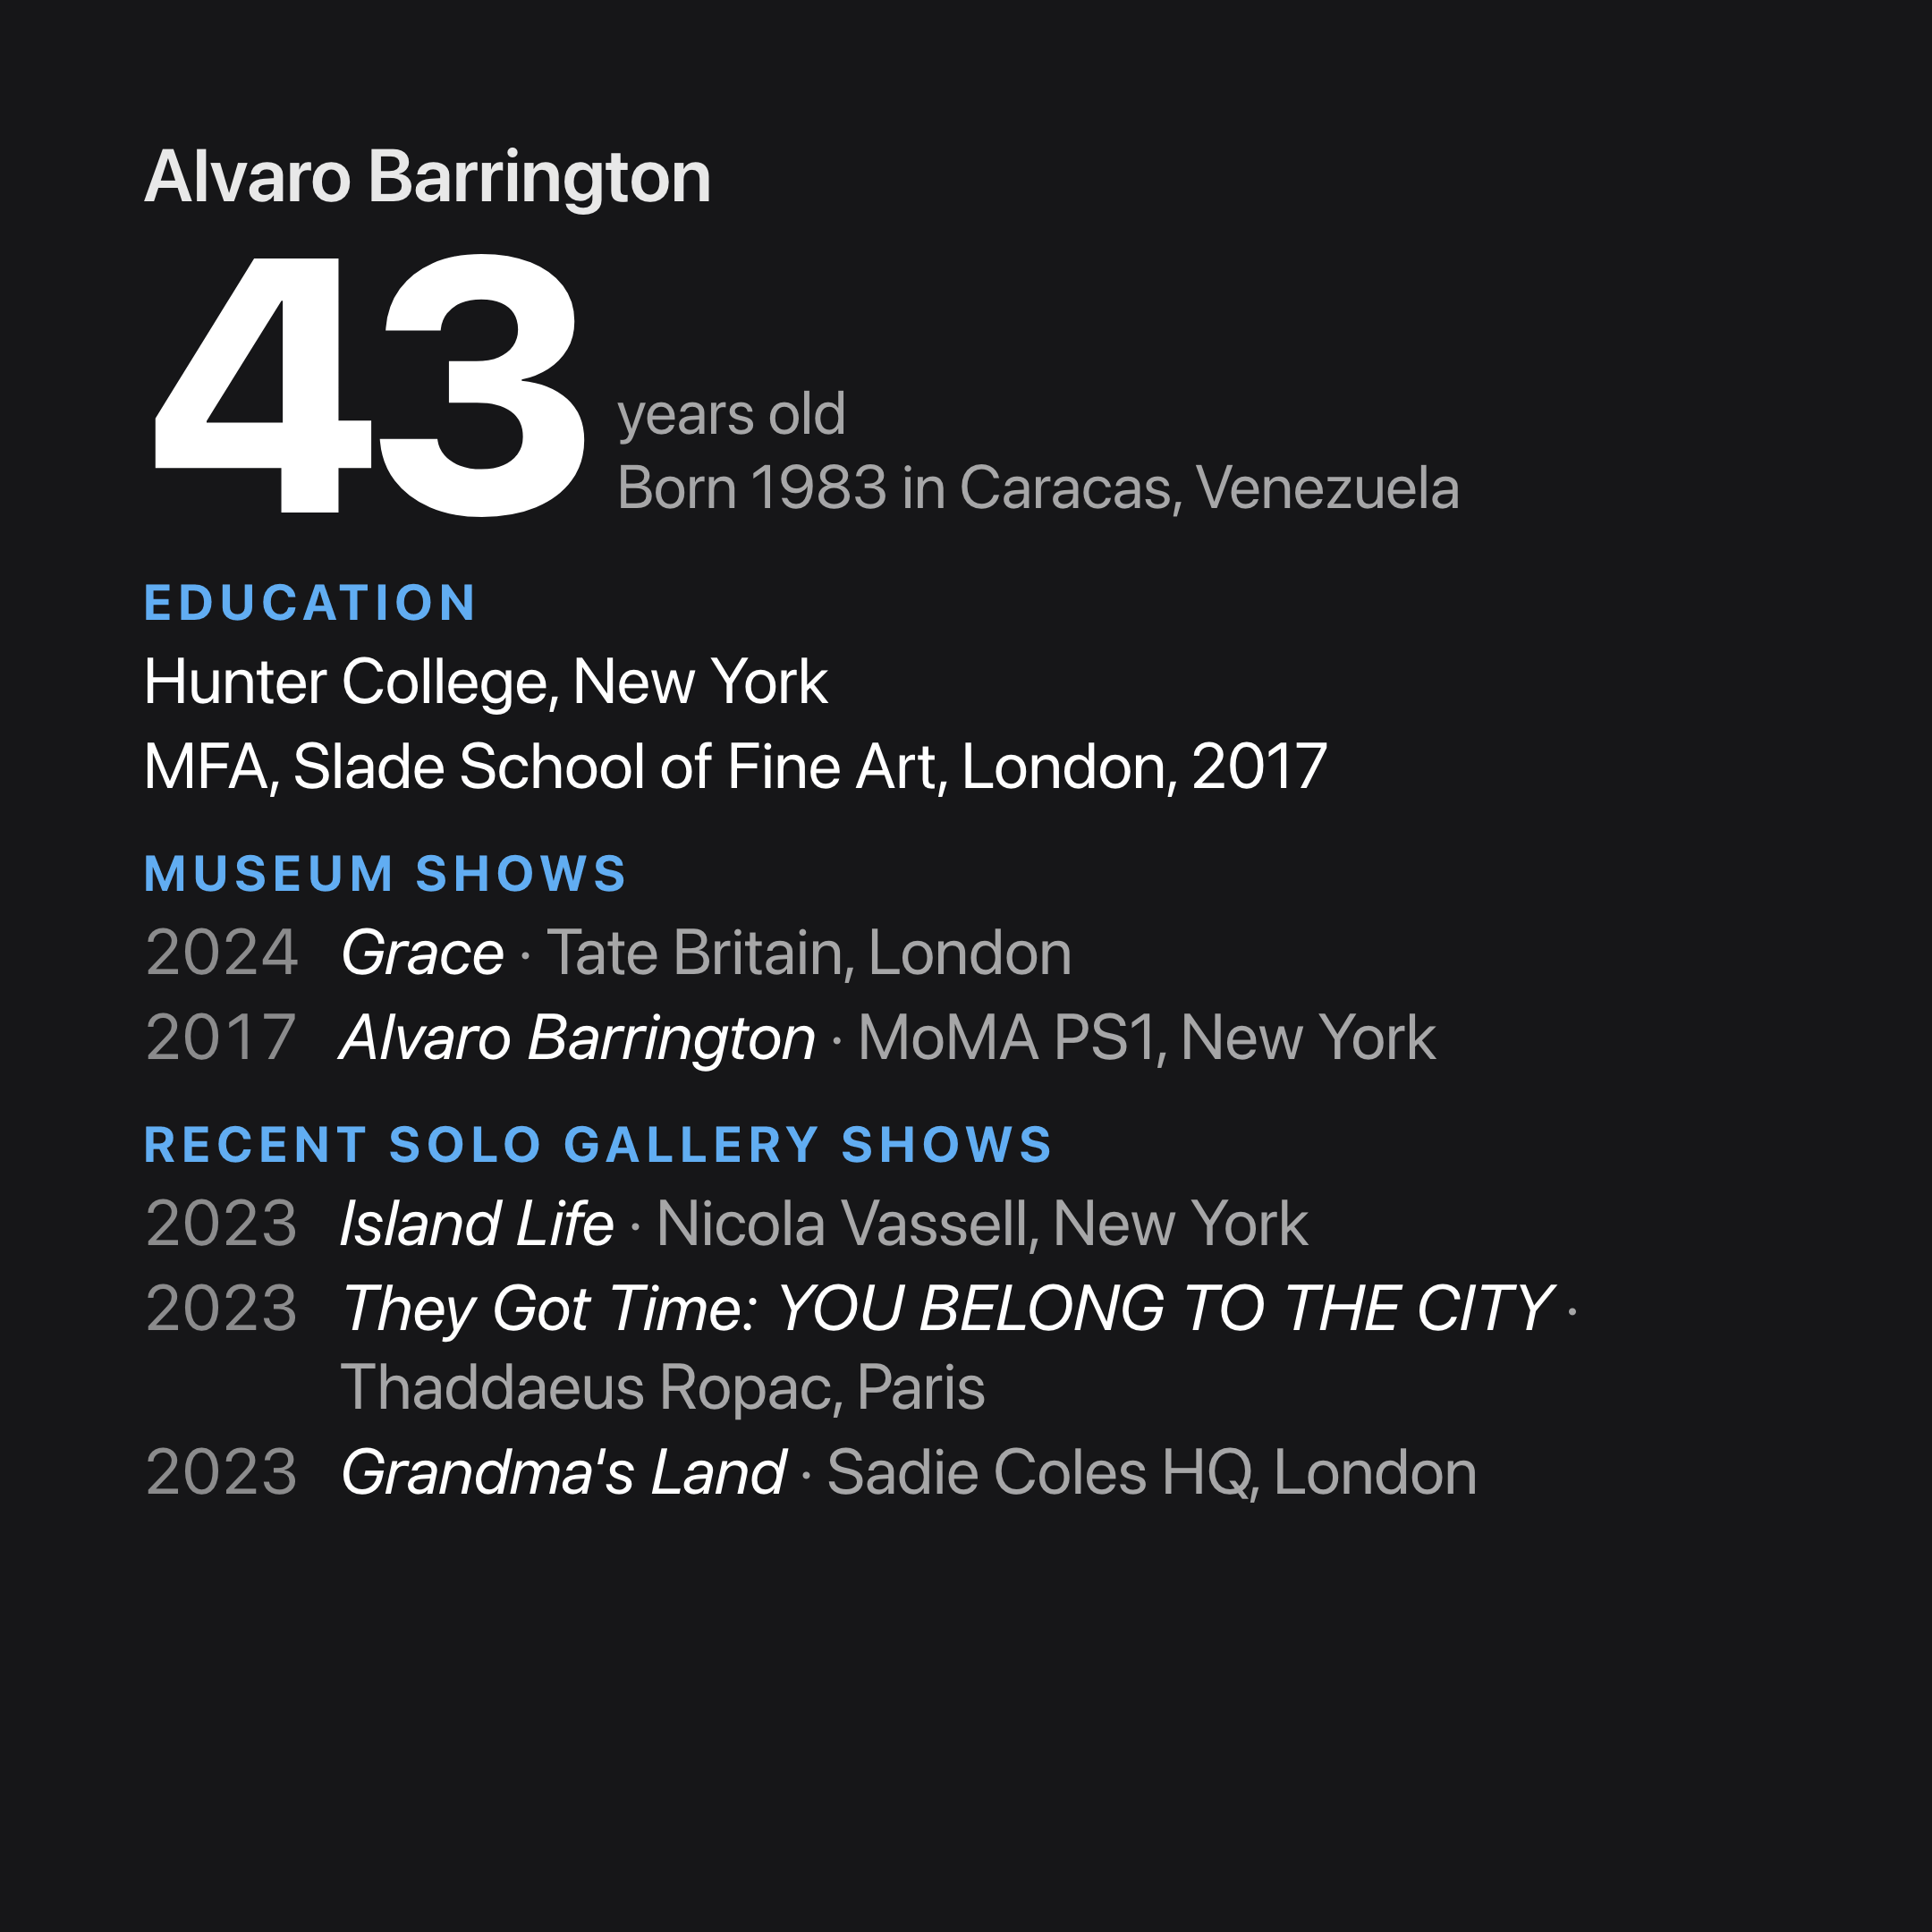 Alvaro Barrington
43 years old
Born 1983 in Caracas, Venezuela
EDUCATION
Hunter College, New York
MFA, Slade School of Fine Art, London, 2017
MUSEUM SHOWS
2024 Grace · Tate Britain, London
2017 Alvaro Barrington · MoMA PS1, New York
RECENT SOLO GALLERY SHOWS
2023 Island Life · Nicola Vassell, New York
2023 They Got Time: YOU BELONG TO THE CITY ·
Thaddaeus Ropac, Paris
2023 Grandma's Land · Sadie Coles HQ, London